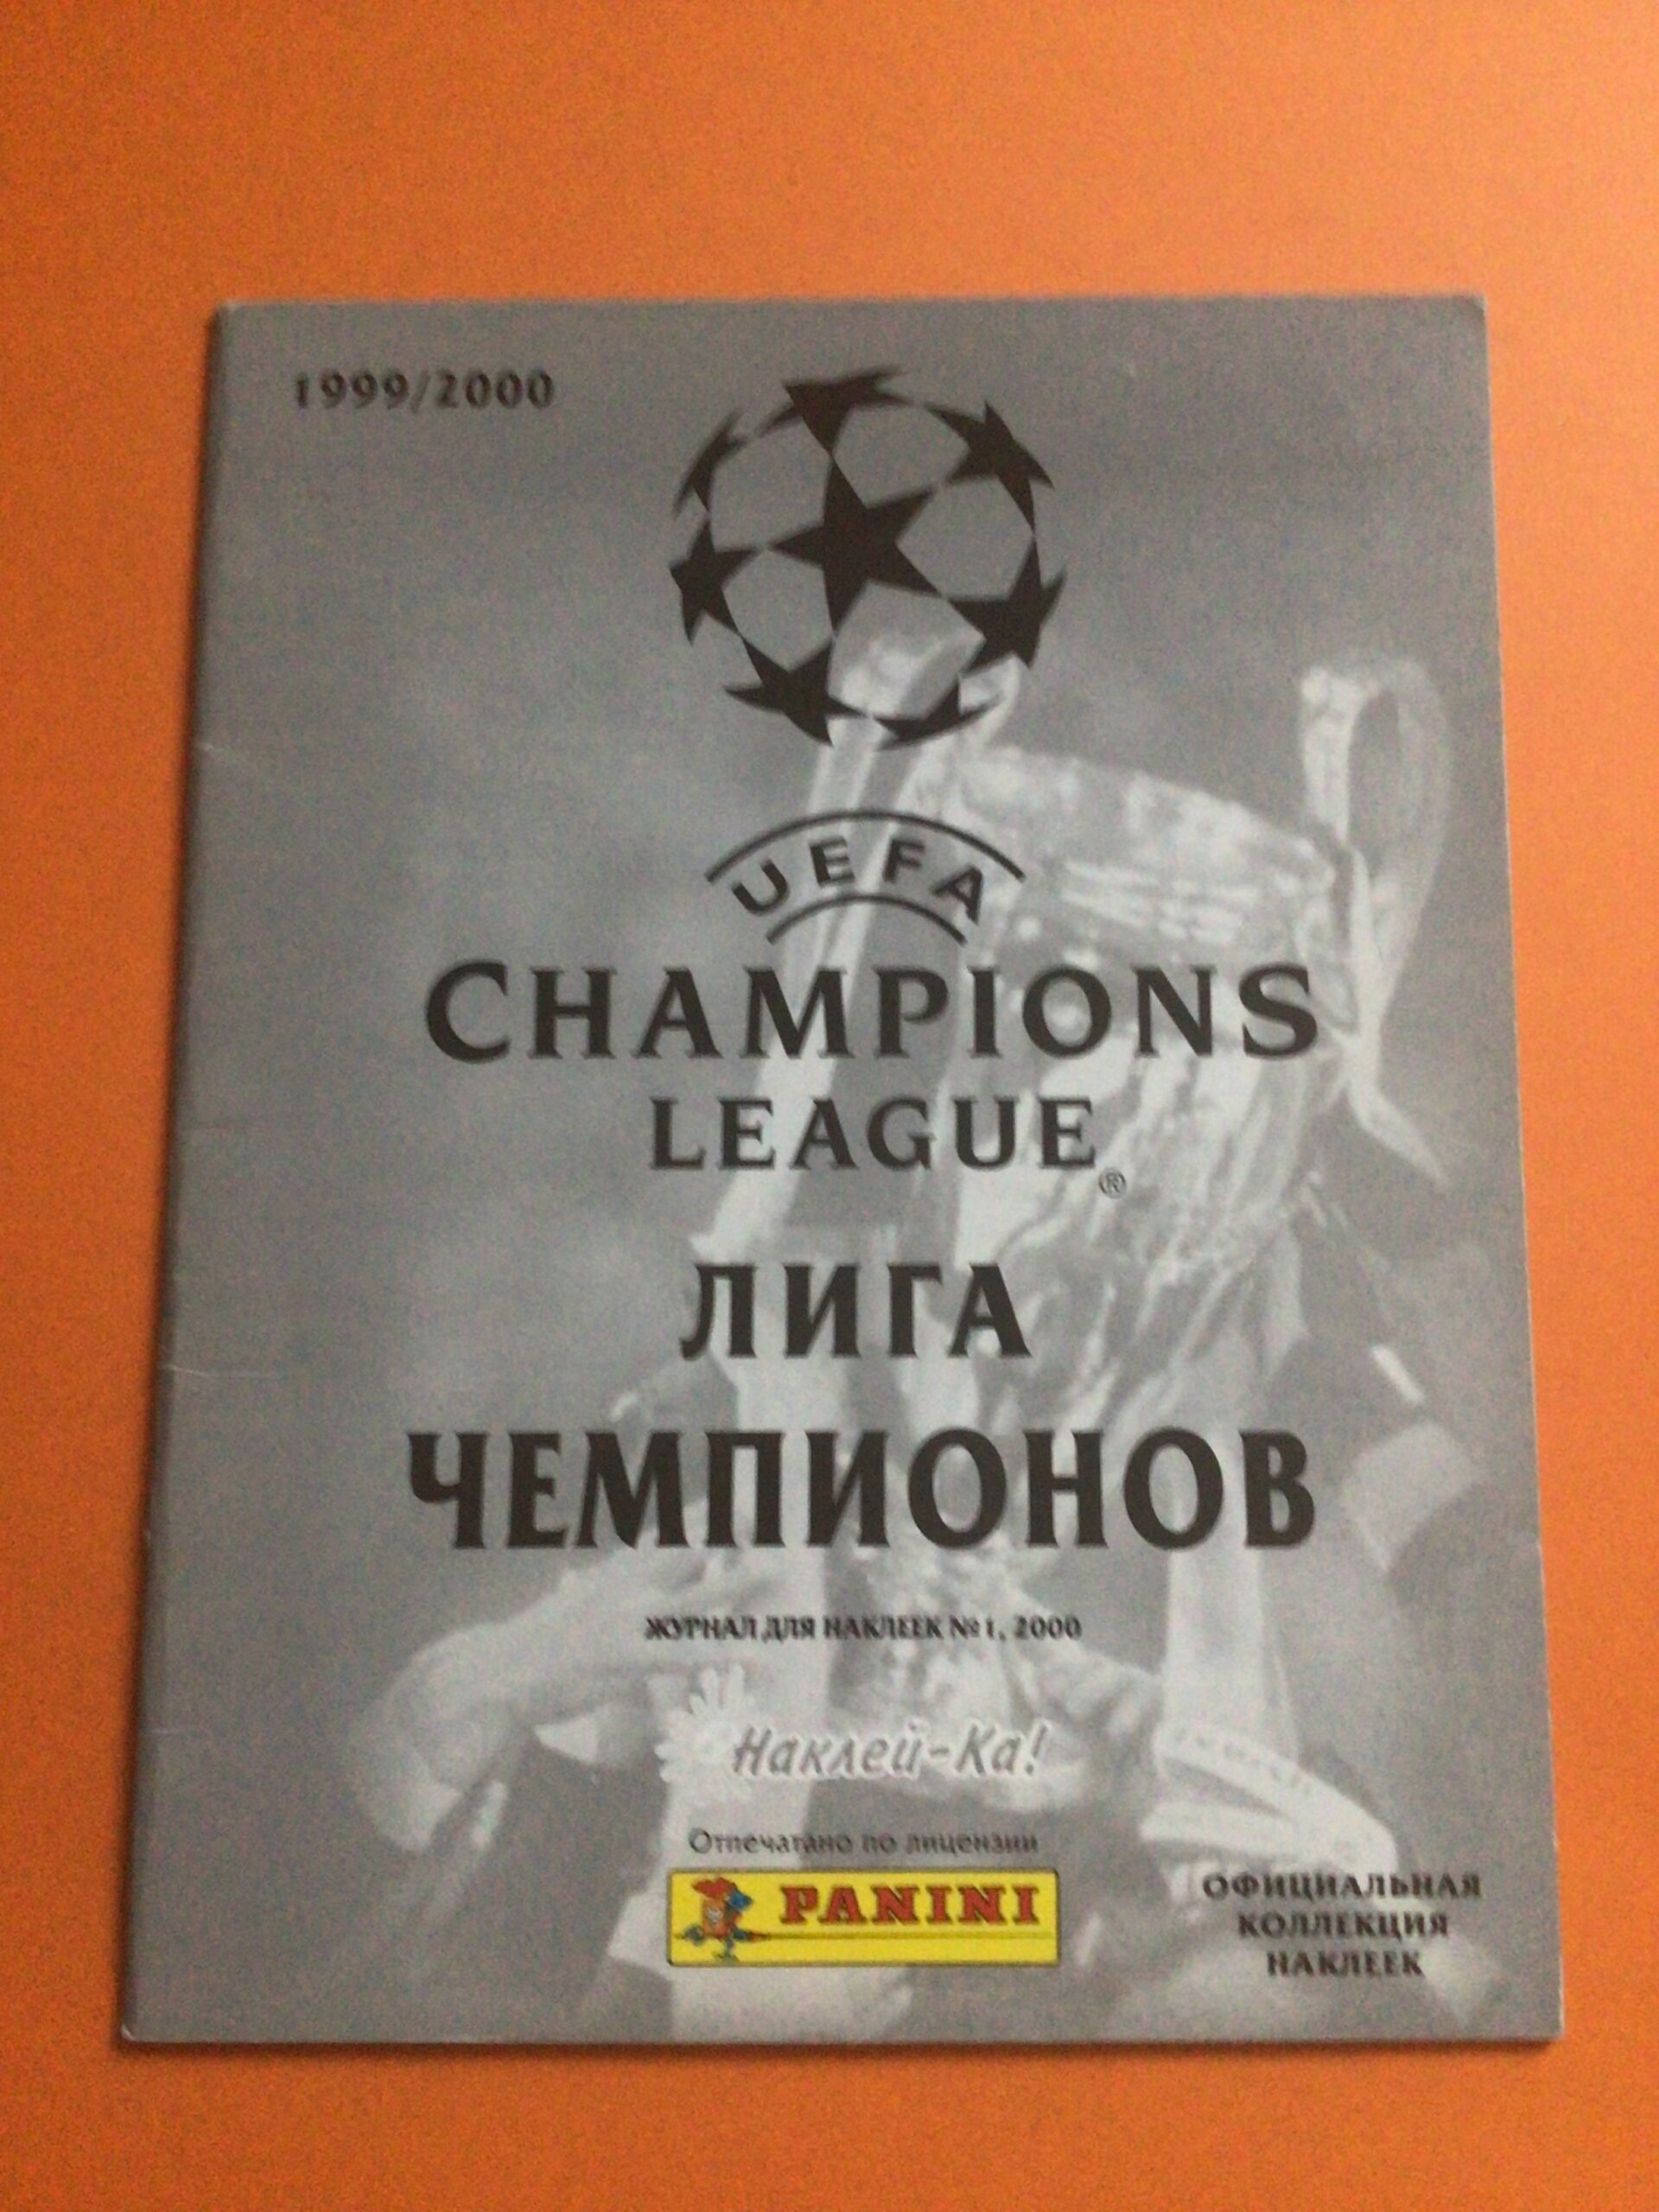 1999/2000
UEFA
CHAMPIONS
LEAGUE®
ЛИГА
ЧЕМПИОНОВ
ЖУРНАЛ ДЛЯ НАКЛЕЕК №1, 2000
Наклей-Ка!
Отпечатано по лицензии
PANINI
ОФИЦИАЛЬНАЯ
КОЛЛЕКЦИЯ
НАКЛЕЕК